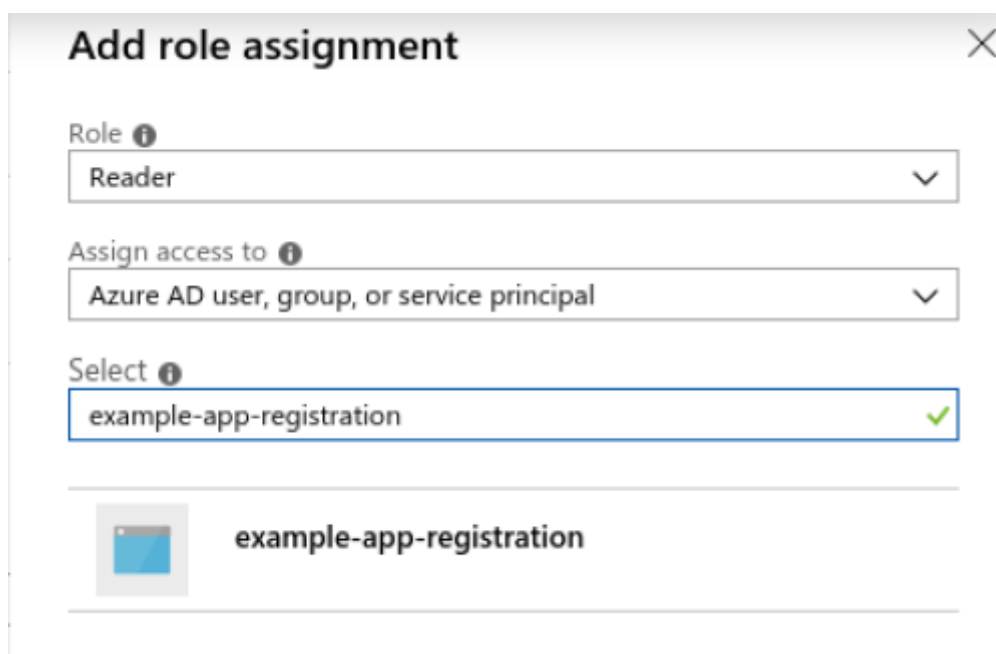 Add role assignment
Role
Reader
Assign access to
Azure AD user, group, or service principal
Select
example-app-registration
example-app-registration